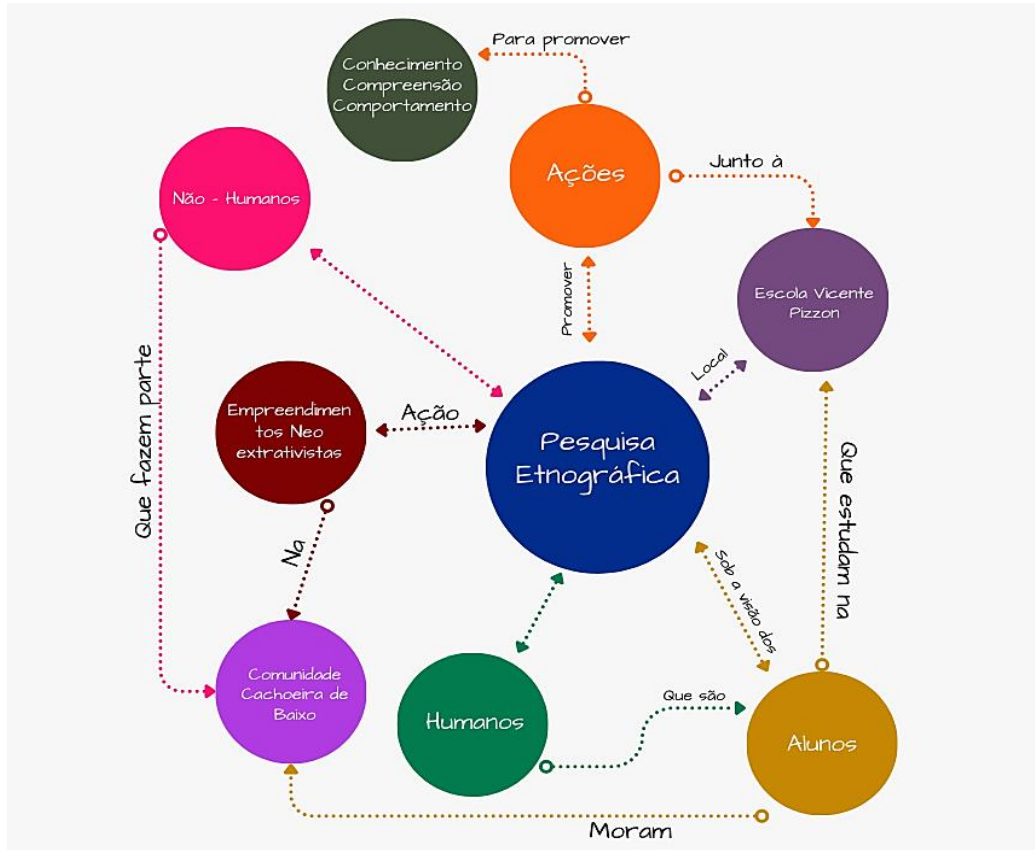 Para promover
Conhecimento
Compreensão
Comportamento
Ações
Junto à
Não - Humanos
Promover
Escola Vicente
Pizzon
Local
Que fazem parte
Empreendimen
tos Neo
extrativistas
Ação
Pesquisa
Etnográfica
Que estudam na
Na
Sob a visão dos
Comunidade
Cachoeira de
Baixo
Humanos
Que são
Alunos
Moram